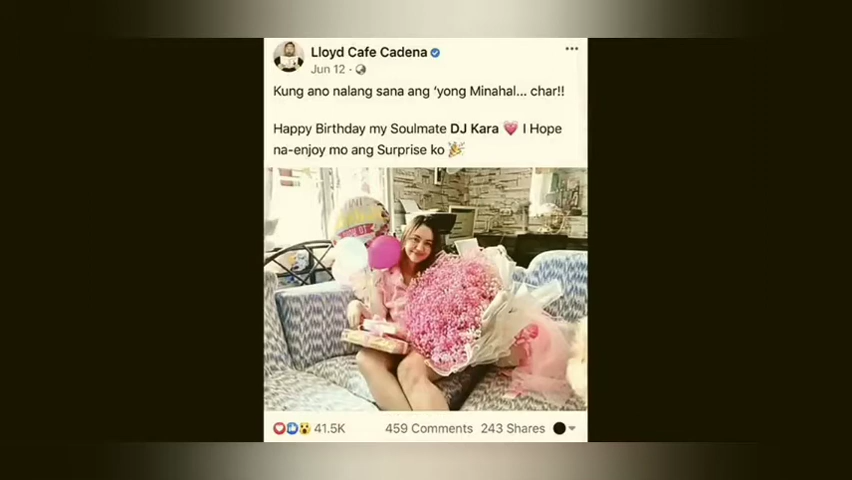 Lloyd Cafe Cadena
Jun 12 ·
Kung ano nalang sana ang 'yong Minahal... char!!
Happy Birthday my Soulmate DJ Kara 💗 I Hope
na-enjoy mo ang Surprise ko 🎉
41.5K
459 Comments 243 Shares